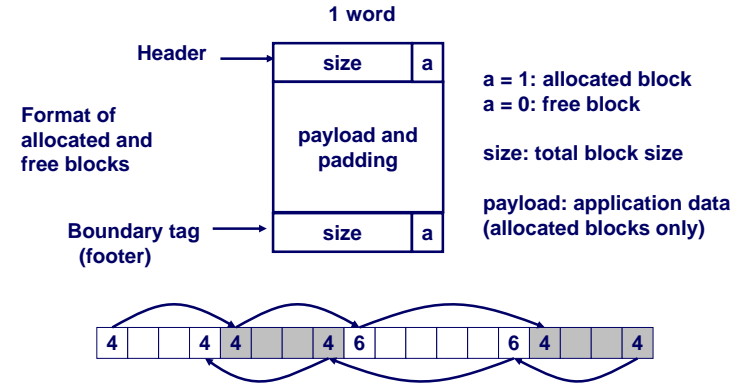 1 word
Header
size a
a = 1: allocated block
a = 0: free block
Format of
allocated and
free blocks
payload and
padding
size: total block size
payload: application data
(allocated blocks only)
Boundary tag
(footer)
size a
4 4 4 4 6 6 4 4